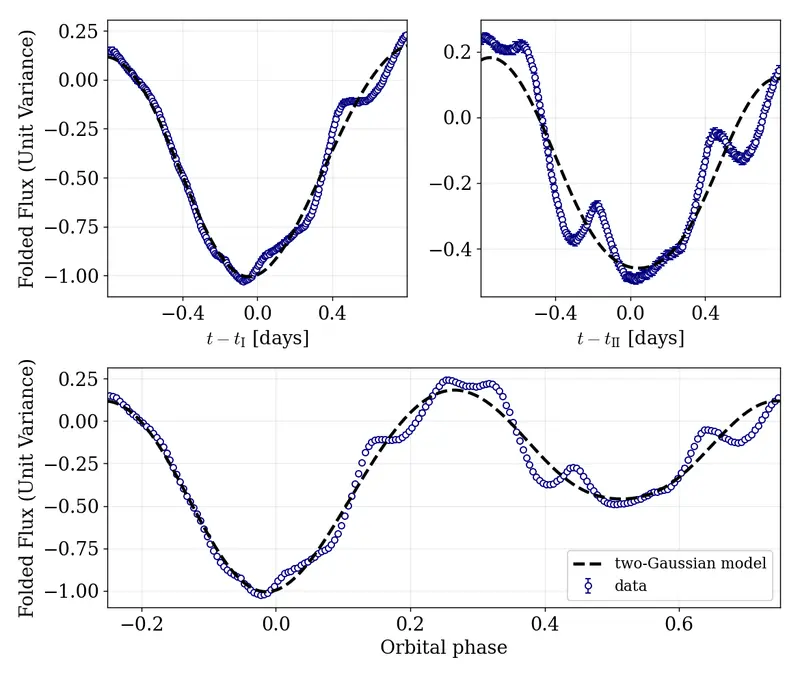 Folded Flux (Unit Variance)
0.25
0.00
−0.25
−0.50
−0.75
−1.00
−0.4 0.0 0.4
t − tI [days]
0.2
0.0
−0.2
−0.4
−0.4 0.0 0.4
t − tII [days]
Folded Flux (Unit Variance)
0.25
0.00
−0.25
−0.50
−0.75
−1.00
two-Gaussian model
data
−0.2 0.0 0.2 0.4 0.6
Orbital phase